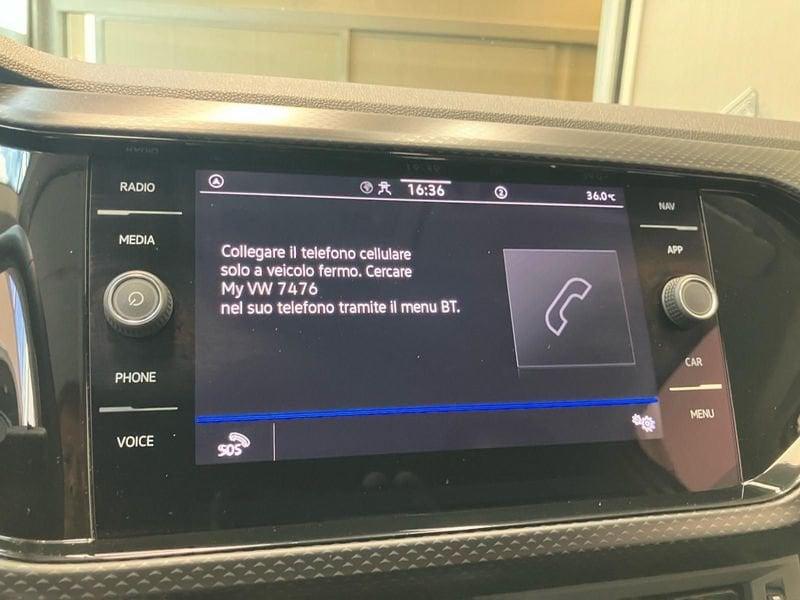 RADIO
MEDIA
PHONE
VOICE
16:36
2
36.0°C
Collegare il telefono cellulare
solo a veicolo fermo. Cercare
My VW 7476
nel suo telefono tramite il menu BT.
SOS
NAV
APP
CAR
MENU